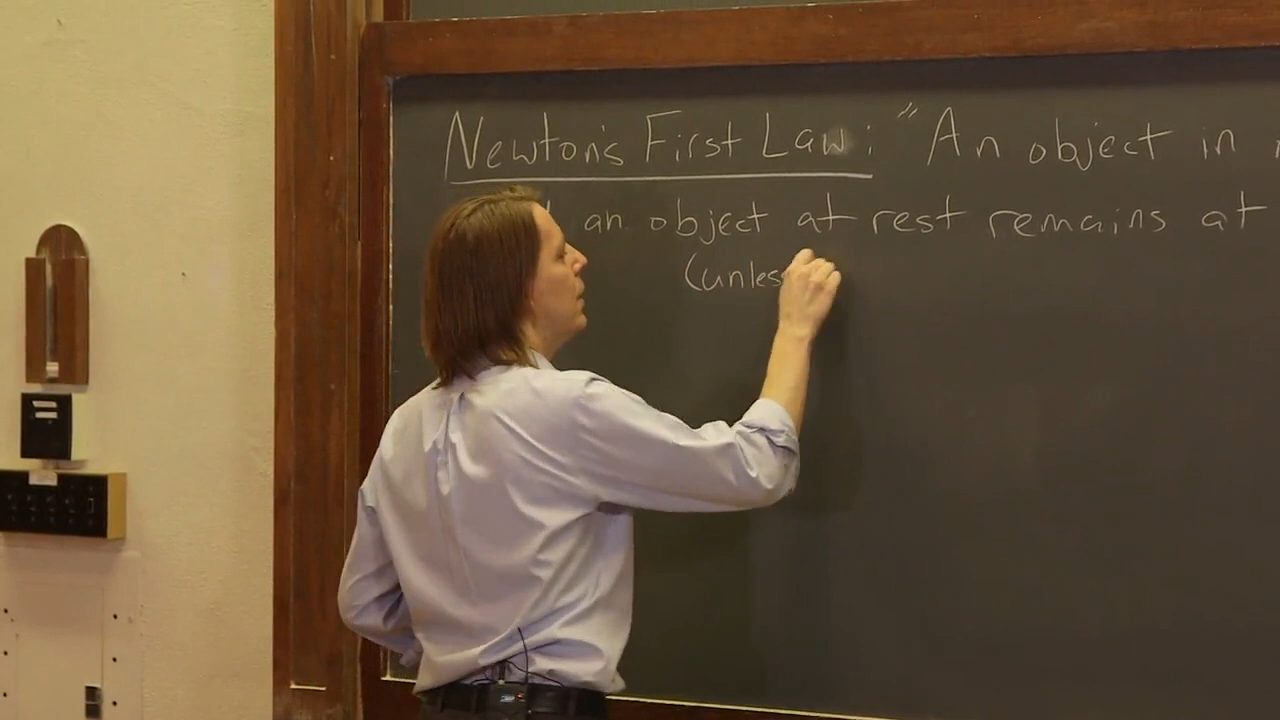 Newton's First Law: "An object in
an object at rest remains at
(unles